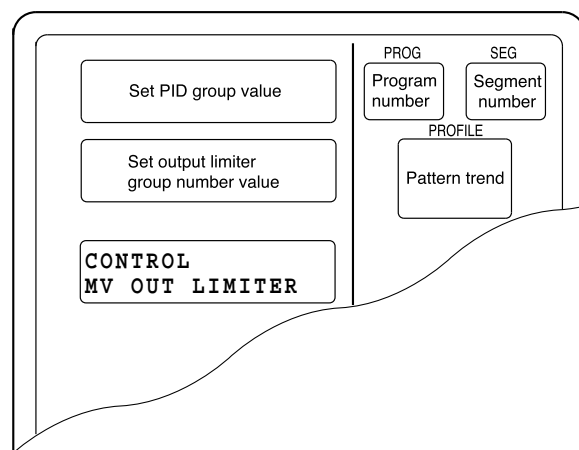 Set PID group value
Set output limiter
group number value
CONTROL
MV OUT LIMITER
PROG
SEG
Program
number
Segment
number
PROFILE
Pattern trend